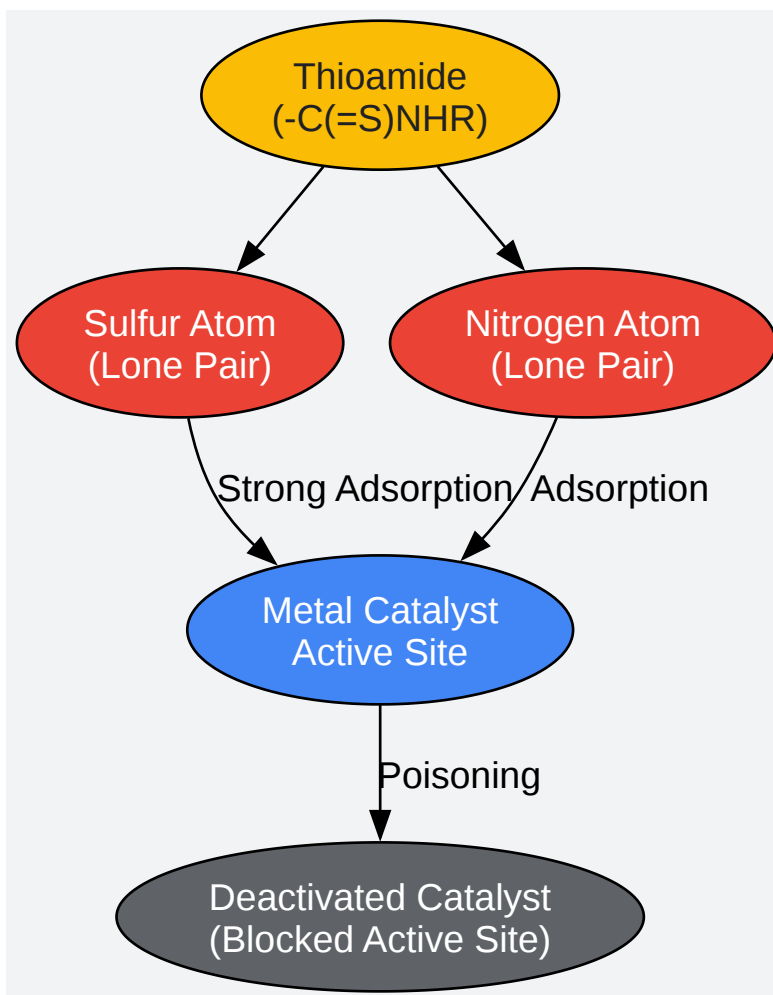 Thioamide
(-C(=S)NHR)
Sulfur Atom
(Lone Pair)
Nitrogen Atom
(Lone Pair)
Strong Adsorption
Adsorption
Metal Catalyst
Active Site
Poisoning
Deactivated Catalyst
(Blocked Active Site)